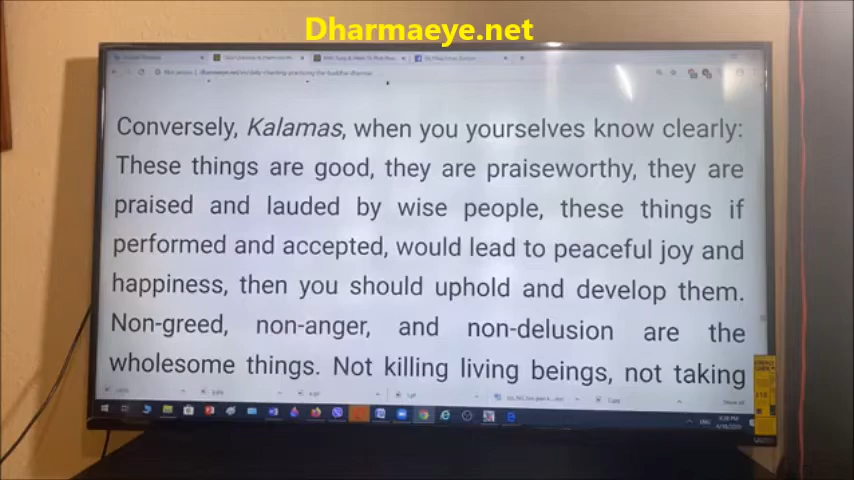 Dharmaeye.net
Conversely, Kalamas, when you yourselves know clearly:
These things are good, they are praiseworthy, they are
praised and lauded by wise people, these things if
performed and accepted, would lead to peaceful joy and
happiness, then you should uphold and develop them.
Non-greed, non-anger, and non-delusion are the
wholesome things. Not killing living beings, not taking